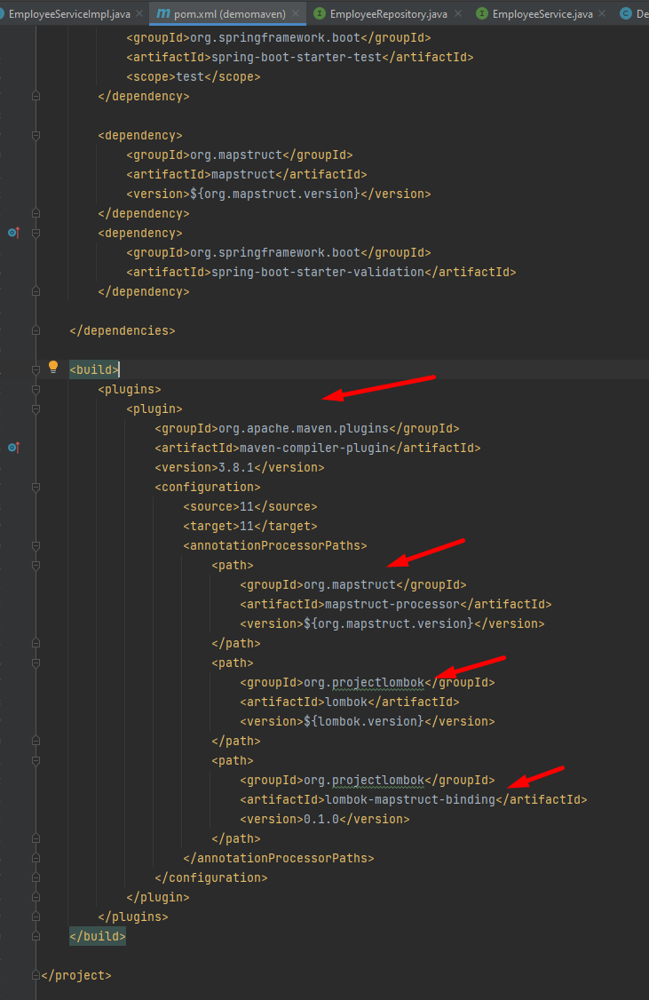 EmployeeServiceImpl.java × m pom.xml (demomaven) × I EmployeeRepository.java × I EmployeeService.java × C De
<groupId>org.springframework.boot</groupId>
<artifactId>spring-boot-starter-test</artifactId>
<scope>test</scope>
</dependency>
<dependency>
<groupId>org.mapstruct</groupId>
<artifactId>mapstruct</artifactId>
<version>${org.mapstruct.version}</version>
</dependency>
<dependency>
<groupId>org.springframework.boot</groupId>
<artifactId>spring-boot-starter-validation</artifactId>
</dependency>
</dependencies>
<build>
<plugins>
<plugin>
<groupId>org.apache.maven.plugins</groupId>
<artifactId>maven-compiler-plugin</artifactId>
<version>3.8.1</version>
<configuration>
<source>11</source>
<target>11</target>
<annotationProcessorPaths>
<path>
<groupId>org.mapstruct</groupId>
<artifactId>mapstruct-processor</artifactId>
<version>${org.mapstruct.version}</version>
</path>
<path>
<groupId>org.projectlombok</groupId>
<artifactId>lombok</artifactId>
<version>${lombok.version}</version>
</path>
<path>
<groupId>org.projectlombok</groupId>
<artifactId>lombok-mapstruct-binding</artifactId>
<version>0.1.0</version>
</path>
</annotationProcessorPaths>
</configuration>
</plugin>
</plugins>
</build>
</project>